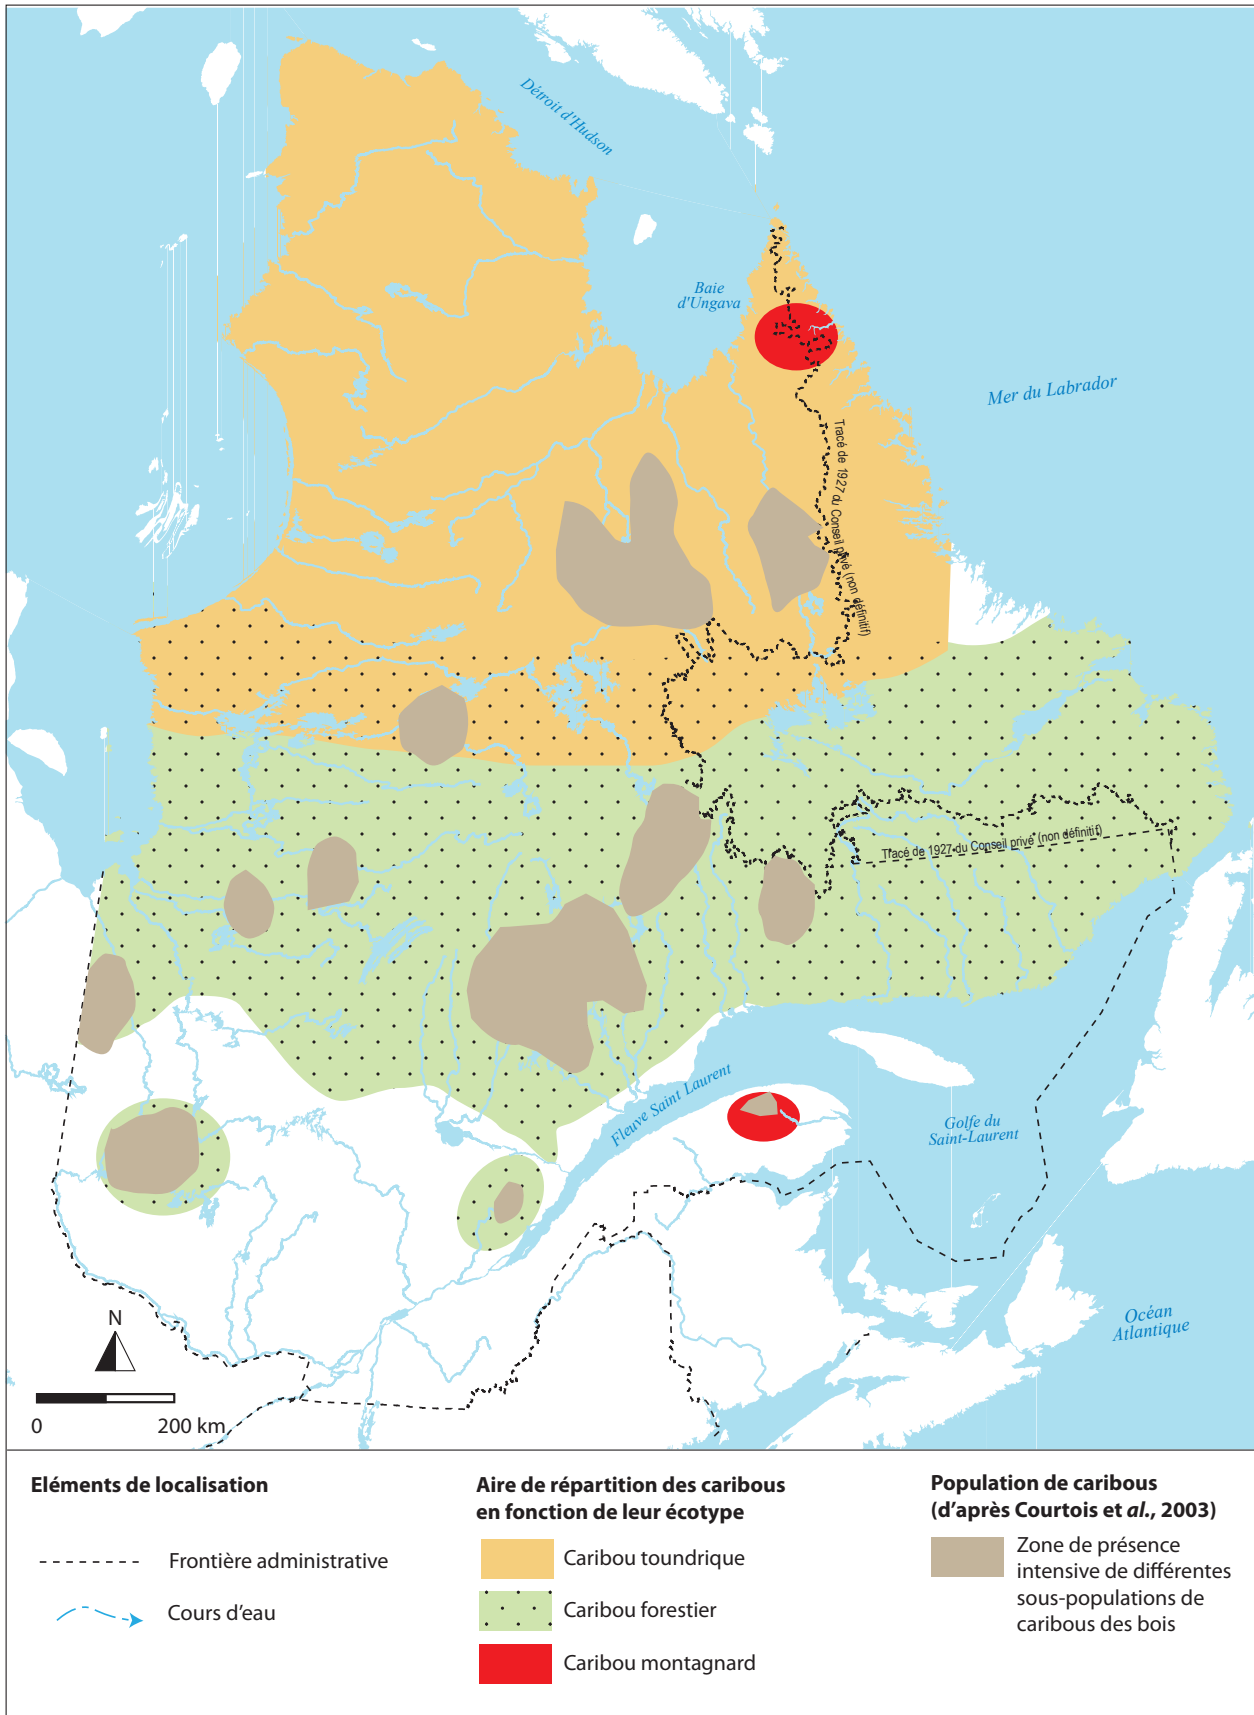 Détroit d'Hudson
Baie
d'Ungava
Mer du Labrador
Tracé de 1927 du Conseil privé (non définitif)
Tracé de 1927 du Conseil privé (non définitif)
Fleuve Saint Laurent
Golfe du
Saint-Laurent
Océan
Atlantique
N
0 200 km
Eléments de localisation
Frontière administrative
Cours d'eau
Aire de répartition des caribous
en fonction de leur écotype
Caribou toundrique
Caribou forestier
Caribou montagnard
Population de caribous
(d'après Courtois et al., 2003)
Zone de présence
intensive de différentes
sous-populations de
caribous des bois